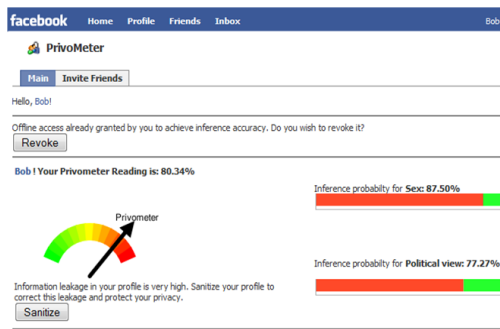 facebook Home Profile Friends Inbox Bob
PrivoMeter
Main Invite Friends
Hello, Bob!
Offline access already granted by you to achieve inference accuracy. Do you wish to revoke it?
Revoke
Bob ! Your Privometer Reading is: 80.34%
Inference probabilty for Sex: 87.50%
Privometer
Inference probabilty for Political view: 77.27%
Information leakage in your profile is very high. Sanitize your profile to
correct this leakage and protect your privacy.
Sanitize